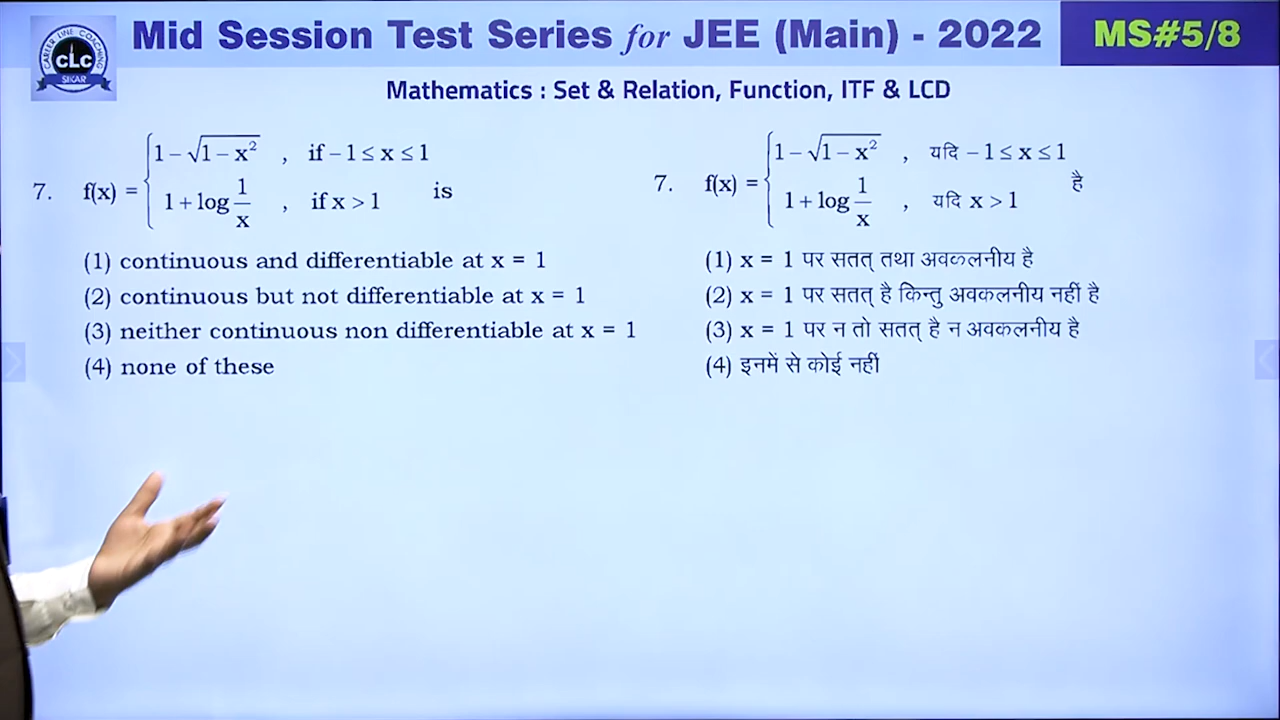 Mid Session Test Series for JEE (Main) - 2022
MS#5/8
CAREER LINE COACHING
CLC
SIKAR
Mathematics : Set & Relation, Function, ITF & LCD
7. f(x) = { 1 – √(1 – x²) , if – 1 ≤ x ≤ 1
1 + log 1/x , if x > 1 is
(1) continuous and differentiable at x = 1
(2) continuous but not differentiable at x = 1
(3) neither continuous non differentiable at x = 1
(4) none of these
7. f(x) = { 1 – √(1 – x²) , यदि – 1 ≤ x ≤ 1
1 + log 1/x , यदि x > 1 है
(1) x = 1 पर सतत् तथा अवकलनीय है
(2) x = 1 पर सतत् है किन्तु अवकलनीय नहीं है
(3) x = 1 पर न तो सतत् है न अवकलनीय है
(4) इनमें से कोई नहीं